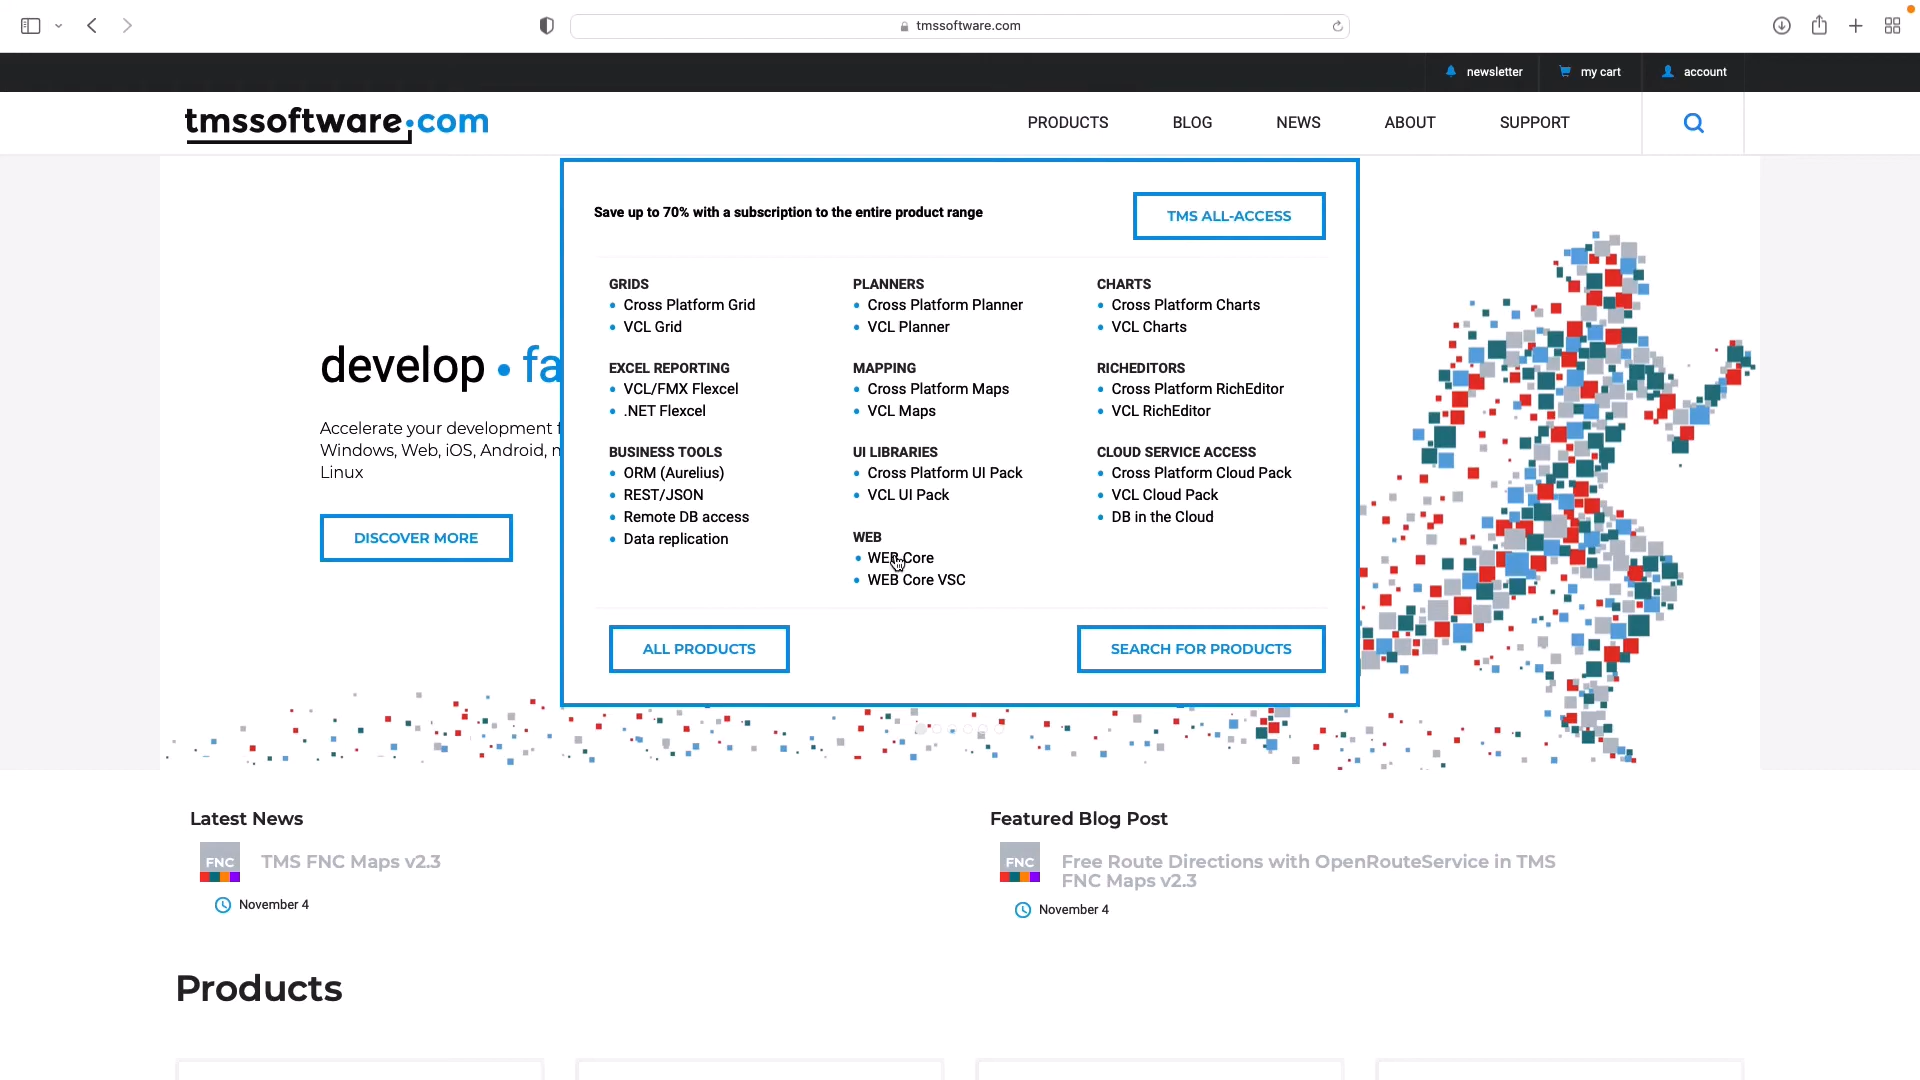 tmssoftware.com
newsletter
my cart
account
tmssoftware.com
PRODUCTS
BLOG
NEWS
ABOUT
SUPPORT
Save up to 70% with a subscription to the entire product range
TMS ALL-ACCESS
GRIDS
Cross Platform Grid
VCL Grid
PLANNERS
Cross Platform Planner
VCL Planner
CHARTS
Cross Platform Charts
VCL Charts
EXCEL REPORTING
VCL/FMX Flexcel
.NET Flexcel
MAPPING
Cross Platform Maps
VCL Maps
RICHEDITORS
Cross Platform RichEditor
VCL RichEditor
BUSINESS TOOLS
ORM (Aurelius)
REST/JSON
Remote DB access
Data replication
UI LIBRARIES
Cross Platform UI Pack
VCL UI Pack
CLOUD SERVICE ACCESS
Cross Platform Cloud Pack
VCL Cloud Pack
DB in the Cloud
WEB
WEB Core
WEB Core VSC
ALL PRODUCTS
SEARCH FOR PRODUCTS
develop • fa
Accelerate your development
Windows, Web, iOS, Android,
Linux
DISCOVER MORE
Latest News
FNC
TMS FNC Maps v2.3
November 4
Featured Blog Post
FNC
Free Route Directions with OpenRouteService in TMS
FNC Maps v2.3
November 4
Products